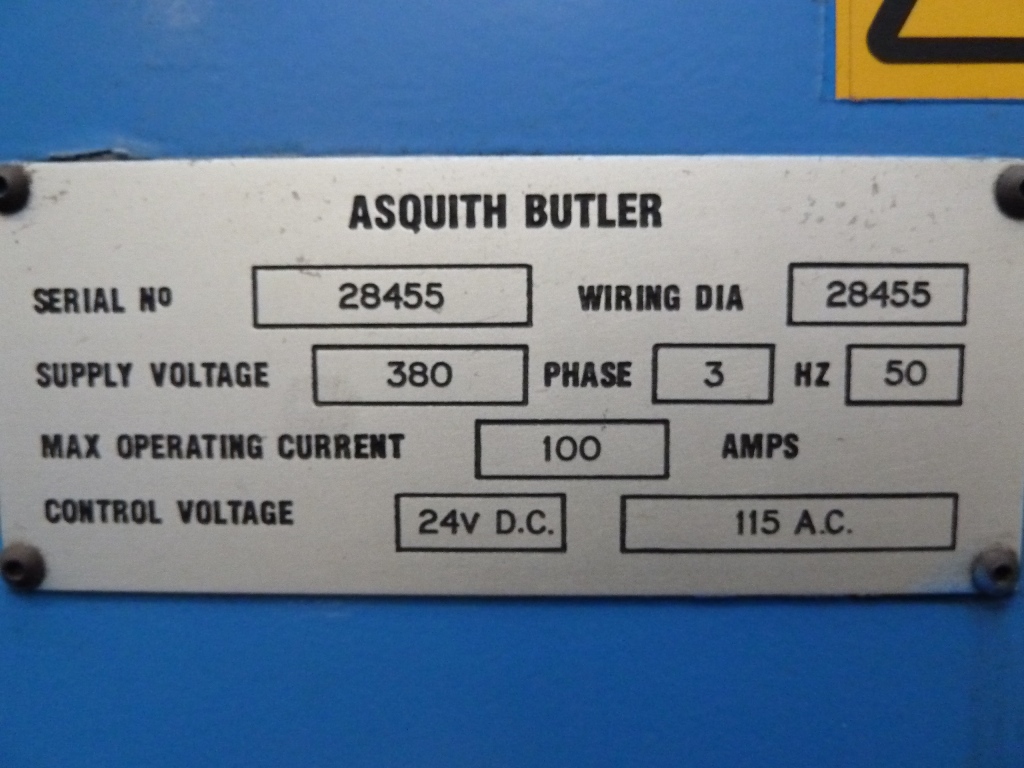 ASQUITH BUTLER
SERIAL Nº 28455 WIRING DIA 28455
SUPPLY VOLTAGE 380 PHASE 3 HZ 50
MAX OPERATING CURRENT 100 AMPS
CONTROL VOLTAGE 24V D.C. 115 A.C.